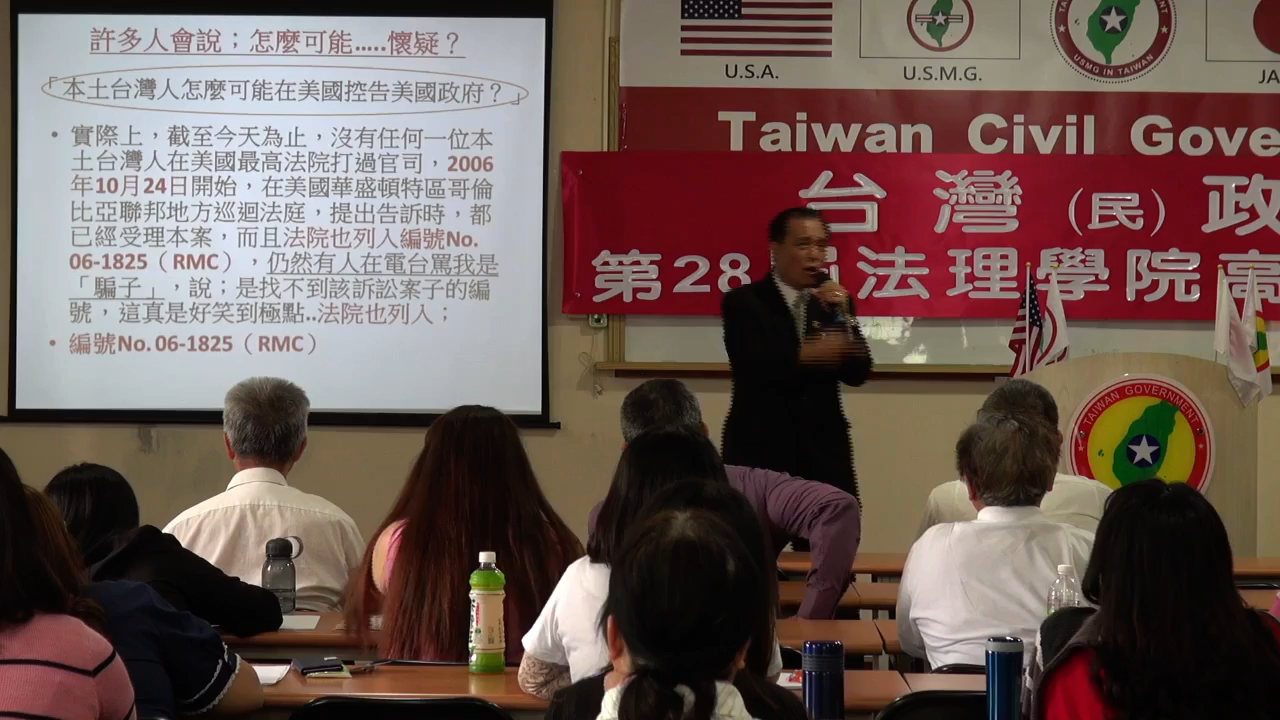 許多人會說；怎麼可能…..懷疑？
「本土台灣人怎麼可能在美國控告美國政府？」
• 實際上，截至今天為止，沒有任何一位本
土台灣人在美國最高法院打過官司，2006
年10月24日開始，在美國華盛頓特區哥倫
比亞聯邦地方巡迴法庭，提出告訴時，都
已經受理本案，而且法院也列入編號No.
06-1825（RMC），仍然有人在電台罵我是
「騙子」，說；是找不到該訴訟案子的編
號，這真是好笑到極點..法院也列入；
• 編號No. 06-1825（RMC）
U.S.A.
U.S.M.G.
TAIWAN GOVERNMENT
USMG IN TAIWAN
JA
Taiwan Civil Gove
台灣（民）政
第28屆法理學院高
TAIWAN GOVERNMENT